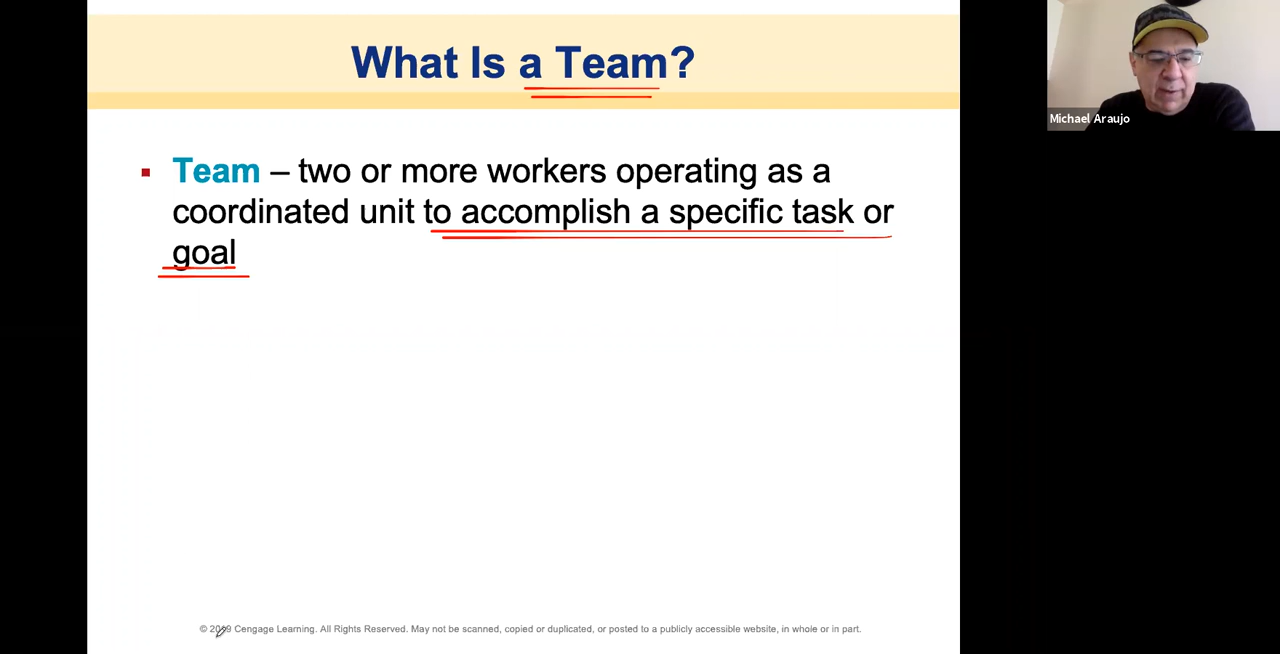 What Is a Team?
Michael Araujo
▪ Team – two or more workers operating as a
coordinated unit to accomplish a specific task or
goal
© 2019 Cengage Learning. All Rights Reserved. May not be scanned, copied or duplicated, or posted to a publicly accessible website, in whole or in part.